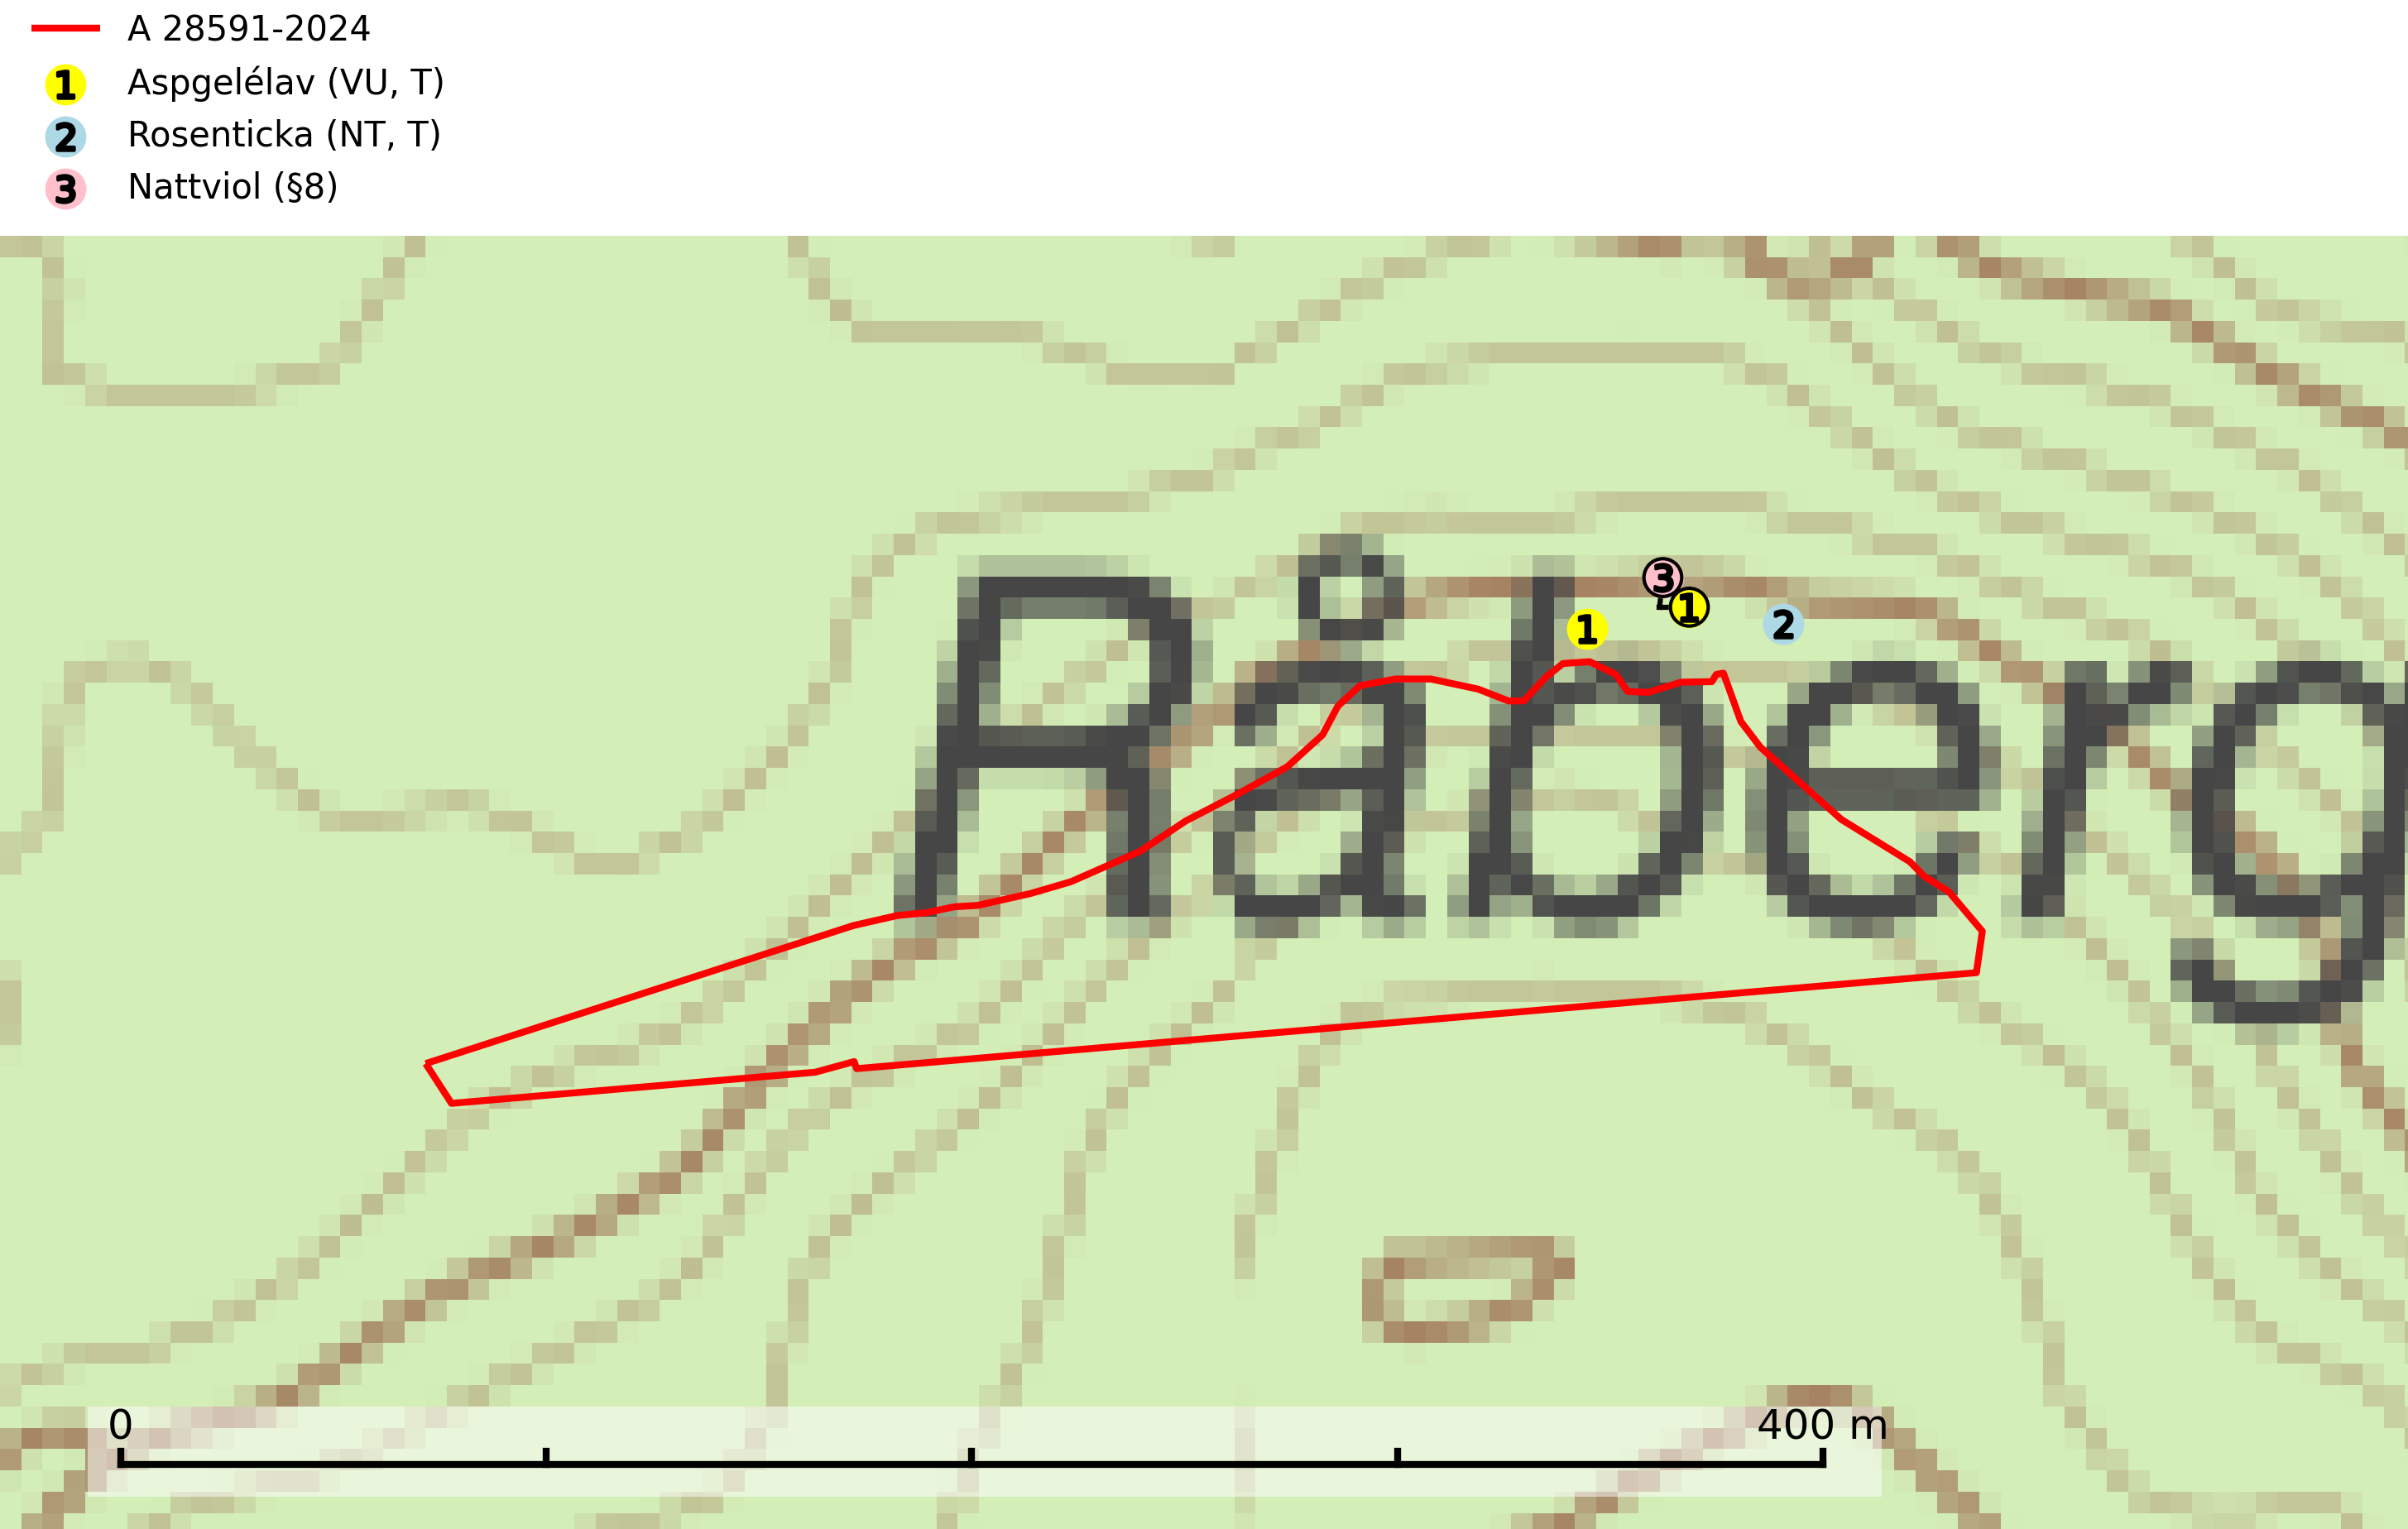 A 28591-2024
1 Aspgelélav (VU, T)
2 Rosenticka (NT, T)
3 Nattviol (§8)
3
1 1 2
Råberg
0 400 m